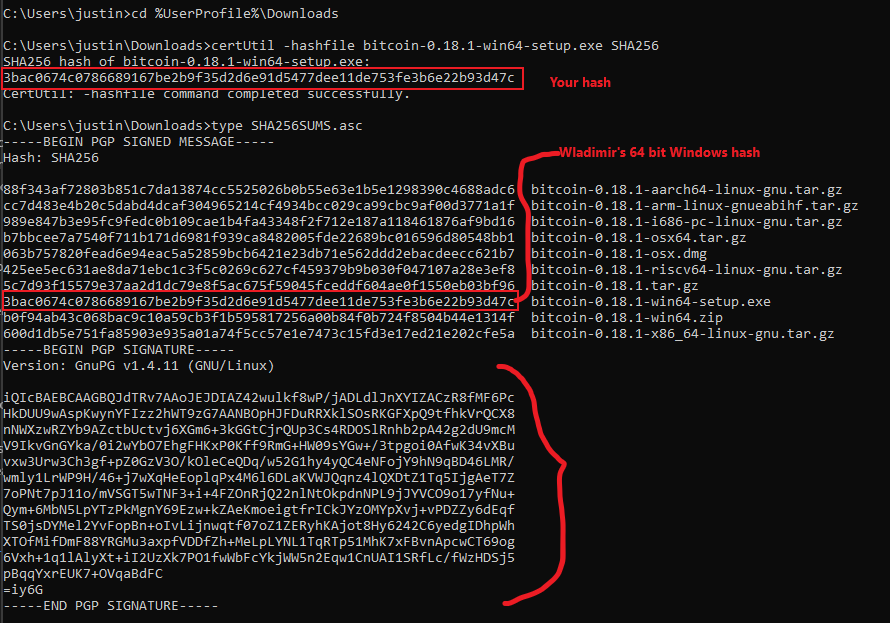 C:\Users\justin>cd %UserProfile%\Downloads
C:\Users\justin\Downloads>certUtil -hashfile bitcoin-0.18.1-win64-setup.exe SHA256
SHA256 hash of bitcoin-0.18.1-win64-setup.exe:
3bac0674c0786689167be2b9f35d2d6e91d5477dee11de753fe3b6e22b93d47c
Your hash
CertUtil: -hashfile command completed successfully.
C:\Users\justin\Downloads>type SHA256SUMS.asc
-----BEGIN PGP SIGNED MESSAGE-----
Hash: SHA256
Wladimir's 64 bit Windows hash
88f343af72803b851c7da13874cc5525026b0b55e63e1b5e1298390c4688adc6 bitcoin-0.18.1-aarch64-linux-gnu.tar.gz
cc7d483e4b20c5dabd4dcaf304965214cf4934bcc029ca99cbc9af00d3771a1f bitcoin-0.18.1-arm-linux-gnueabihf.tar.gz
989e847b3e95fc9fedc0b109cae1b4fa43348f2f712e187a118461876af9bd16 bitcoin-0.18.1-i686-pc-linux-gnu.tar.gz
b7bbcee7a7540f711b171d6981f939ca8482005fde22689bc016596d80548bb1 bitcoin-0.18.1-osx64.tar.gz
063b757820fead6e94eac5a52859bcb6421e23db71e562ddd2ebacdeecc621b7 bitcoin-0.18.1-osx.dmg
425ee5ec631ae8da71ebc1c3f5c0269c627cf459379b9b030f047107a28e3ef8 bitcoin-0.18.1-riscv64-linux-gnu.tar.gz
5c7d93f15579e37aa2d1dc79e8f5ac675f59045fceddf604ae0f1550eb03bf96 bitcoin-0.18.1.tar.gz
3bac0674c0786689167be2b9f35d2d6e91d5477dee11de753fe3b6e22b93d47c bitcoin-0.18.1-win64-setup.exe
b0f94ab43c068bac9c10a59cb3f1b595817256a00b84f0b724f8504b44e1314f bitcoin-0.18.1-win64.zip
600d1db5e751fa85903e935a01a74f5cc57e1e7473c15fd3e17ed21e202cfe5a bitcoin-0.18.1-x86_64-linux-gnu.tar.gz
-----BEGIN PGP SIGNATURE-----
Version: GnuPG v1.4.11 (GNU/Linux)
iQIcBAEBCAAGBQJdTRv7AAoJEJDIAZ42wulkf8wP/jADLdlJnXYIZACzR8fMF6Pc
HkDUU9wAspKwynYFIzz2hWT9zG7AANBOpHJFDuRRXklSOsRKGFXpQ9tfhkVrQCX8
nNWXzwRZYb9AZctbUctvj6XGm6+3kGGtCjrQUp3Cs4RDOSlRnhb2pA42g2dU9mcM
V9IkvGnGYka/0i2wYbO7EhgFHKxP0Kff9RmG+HW09sYGw+/3tpgoi0AfwK34vXBu
vxw3Urw3Ch3gf+pZ0GzV3O/kOleCeQDq/w52G1hy4yQC4eNFojY9hN9qBD46LMR/
wmly1LrWP9H/46+j7wXqHeEoplqPx4M6l6DLaKVWJQqnz4lQXDtZ1Tq5IjgAeT7Z
7oPNt7pJ11o/mVSGT5wTNF3+i+4FZOnRjQ22nlNtOkpdnNPL9jJYVCO9o17yfNu+
Qym+6MbN5LpYTzPkMgnY69Ezw+kZAeKmoeigtfrICkJYzOMYpXvj+vPDZZy6dEqf
TS0jsDYMel2YvFopBn+oIvLijnwqtf07oZ1ZERyhKAjot8Hy6242C6yedgIDhpWh
XTOfMifDmF88YRGMu3axpfVDDfZh+MeLpLYNL1TqRTp51MhK7xFBvnApcwCT69og
6Vxh+1q1lAlyXt+iI2UzXk7PO1fwWbFcYkjWW5n2Eqw1CnUAI1SRfLc/fWzHDSj5
pBqqYxrEUK7+OVqaBdFC
=iy6G
-----END PGP SIGNATURE-----